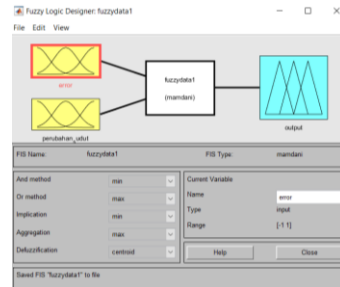 Fuzzy Logic Designer: fuzzydata1
File Edit View
error
perubahan_udut
fuzzydata1
(mamdani)
output
FIS Name: fuzzydata1 FIS Type: mamdani
And method min
Or method max
Implication min
Aggregation max
Defuzzification centroid
Current Variable
Name error
Type input
Range [-1 1]
Help Close
Saved FIS "fuzzydata1" to file